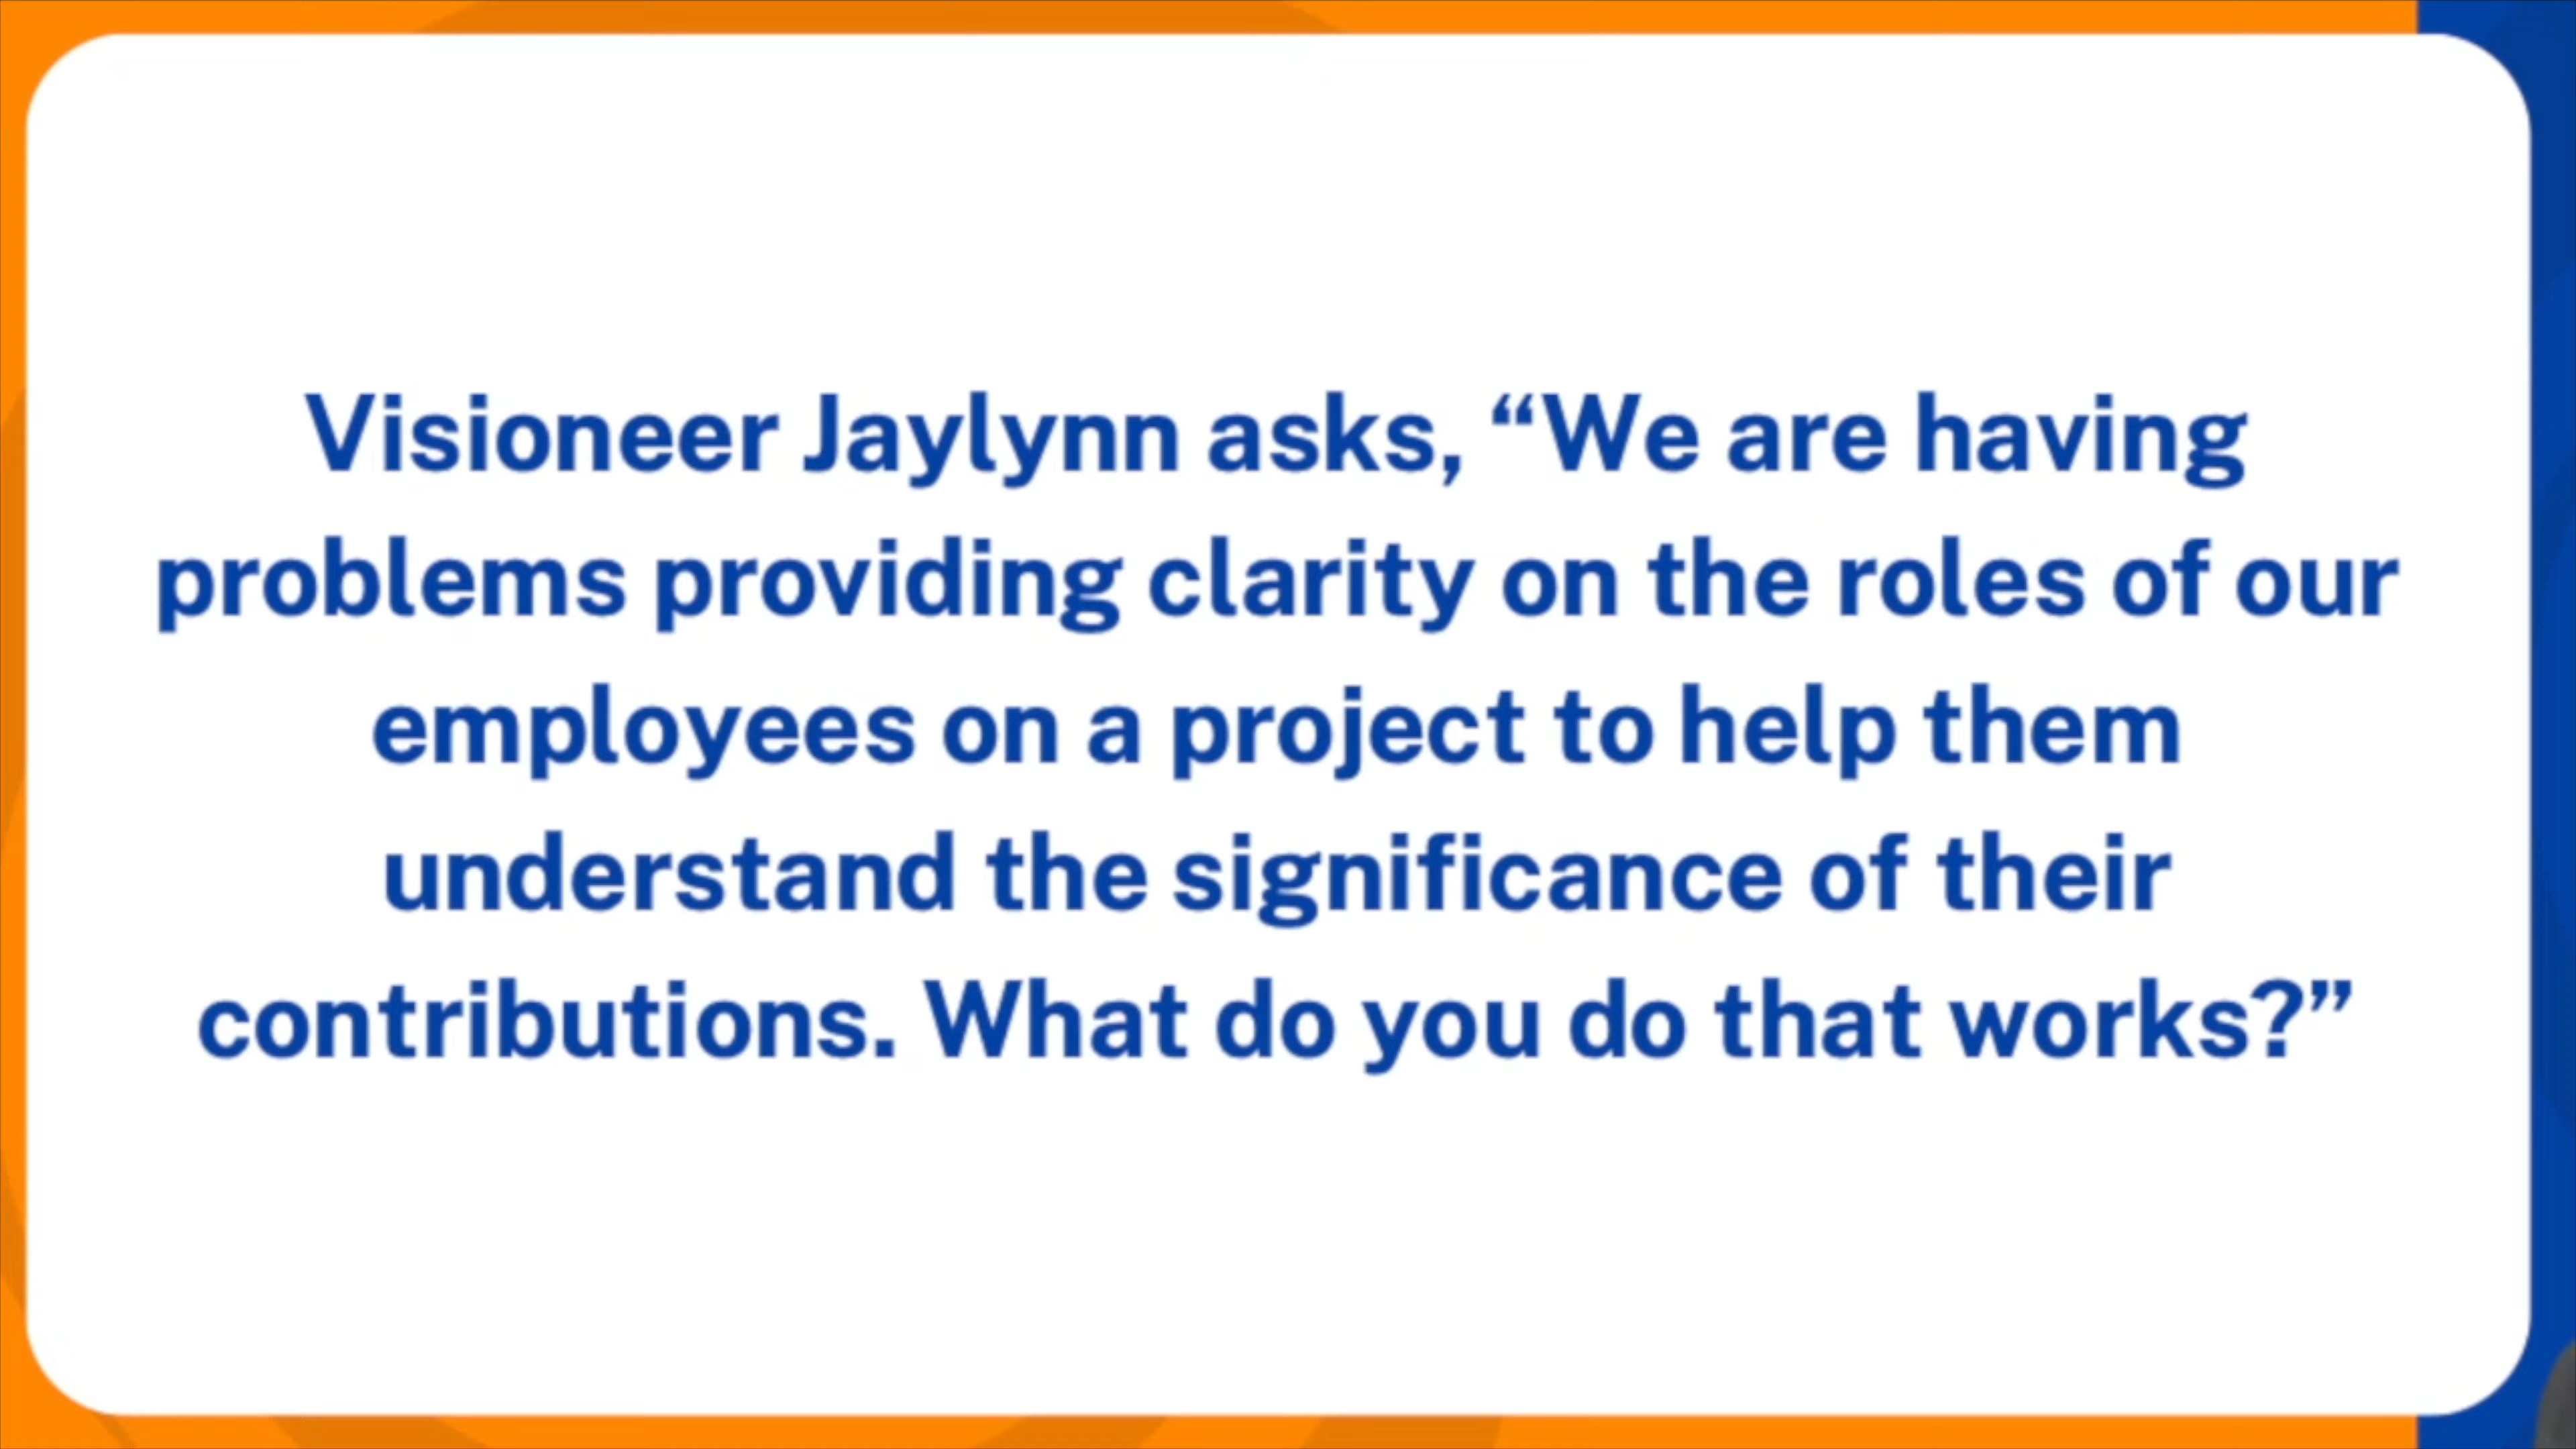 Visioneer Jaylynn asks, “We are having
problems providing clarity on the roles of our
employees on a project to help them
understand the significance of their
contributions. What do you do that works?”